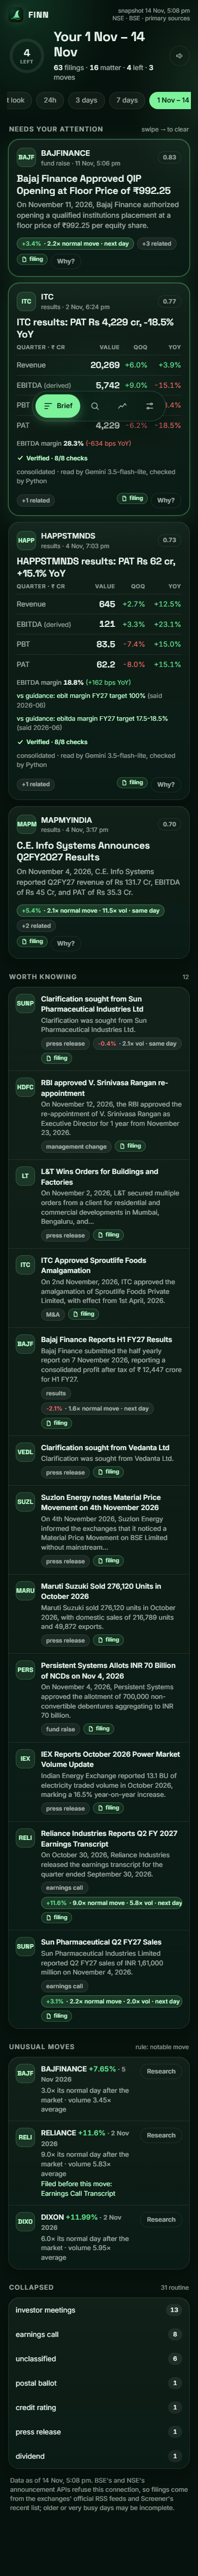 FINN
snapshot 14 Nov, 5:08 pm
NSE · BSE · primary sources
4
LEFT
Your 1 Nov – 14
Nov
63 filings · 16 matter · 4 left · 3
moves
t look
24h
3 days
7 days
1 Nov – 14
NEEDS YOUR ATTENTION
swipe → to clear
BAJF
BAJFINANCE
fund raise · 11 Nov, 5:06 pm
0.83
Bajaj Finance Approved QIP
Opening at Floor Price of ₹992.25
On November 11, 2026, Bajaj Finance authorized
opening a qualified institutions placement at a
floor price of ₹992.25 per equity share.
+3.4% · 2.2× normal move · next day
+3 related
filing
Why?
ITC
ITC
results · 2 Nov, 6:24 pm
0.77
ITC results: PAT Rs 4,229 cr, -18.5%
YoY
QUARTER · ₹ CR VALUE QOQ YOY
Revenue 20,269 +6.0% +3.9%
EBITDA (derived) 5,742 +9.0% -15.1%
PBT
.4%
Brief
PAT 4,229 -6.2% -18.5%
EBITDA margin 28.3% (-634 bps YoY)
Verified · 8/8 checks
consolidated · read by Gemini 3.5-flash-lite, checked
by Python
+1 related
filing
Why?
HAPP
HAPPSTMNDS
results · 4 Nov, 7:03 pm
0.73
HAPPSTMNDS results: PAT Rs 62 cr,
+15.1% YoY
QUARTER · ₹ CR VALUE QOQ YOY
Revenue 645 +2.7% +12.5%
EBITDA (derived) 121 +3.3% +23.1%
PBT 83.5 -7.4% +15.0%
PAT 62.2 -8.0% +15.1%
EBITDA margin 18.8% (+162 bps YoY)
vs guidance: ebit margin FY27 target 100% (said
2026-06)
vs guidance: ebitda margin FY27 target 17.5-18.5%
(said 2026-06)
Verified · 8/8 checks
consolidated · read by Gemini 3.5-flash-lite, checked
by Python
+1 related
filing
Why?
MAPM
MAPMYINDIA
results · 4 Nov, 3:17 pm
0.70
C.E. Info Systems Announces
Q2FY2027 Results
On November 4, 2026, C.E. Info Systems
reported Q2FY27 revenue of Rs 131.7 Cr, EBITDA
of Rs 45 Cr, and PAT of Rs 35.3 Cr.
+5.4% · 2.1× normal move · 11.5× vol · same day
+2 related
filing
Why?
WORTH KNOWING
12
SUNP
Clarification sought from Sun
Pharmaceutical Industries Ltd
Clarification was sought from Sun
Pharmaceutical Industries Ltd.
press release
-0.4% · 2.1× vol · same day
filing
HDFC
RBI approved V. Srinivasa Rangan re-
appointment
On November 12, 2026, the RBI approved the
re-appointment of V. Srinivasa Rangan as
Executive Director for 1 year from November
23, 2026.
management change
filing
LT
L&T Wins Orders for Buildings and
Factories
On November 2, 2026, L&T secured multiple
orders from a client for residential and
commercial developments in Mumbai,
Bengaluru, and...
press release
filing
ITC
ITC Approved Sproutlife Foods
Amalgamation
On 2nd November, 2026, ITC approved the
amalgamation of Sproutlife Foods Private
Limited, with effect from 1st April, 2026.
M&A
filing
BAJF
Bajaj Finance Reports H1 FY27 Results
Bajaj Finance submitted the half yearly
report on 7 November 2026, reporting a
consolidated profit after tax of ₹ 12,447 crore
for H1 FY27.
results
-2.1% · 1.6× normal move · next day
filing
VEDL
Clarification sought from Vedanta Ltd
Clarification was sought from Vedanta Ltd.
press release
filing
SUZL
Suzlon Energy notes Material Price
Movement on 4th November 2026
On 4th November 2026, Suzlon Energy
informed the exchanges that it noted a
Material Price Movement on BSE Limited
without mainstream...
press release
filing
MARU
Maruti Suzuki Sold 276,120 Units in
October 2026
Maruti Suzuki sold 276,120 units in October
2026, with domestic sales of 216,789 units
and 49,872 exports.
press release
filing
PERS
Persistent Systems Allots INR 70 Billion
of NCDs on Nov 4, 2026
On November 4, 2026, Persistent Systems
approved the allotment of 700,000 non-
convertible debentures aggregating to INR
70 billion.
fund raise
filing
IEX
IEX Reports October 2026 Power Market
Volume Update
Indian Energy Exchange reported 13.1 BU of
electricity traded volume in October 2026,
marking a 16.5% year-on-year increase.
press release
filing
RELI
Reliance Industries Reports Q2 FY 2027
Earnings Transcript
On October 30, 2026, Reliance Industries
released the earnings transcript for the
quarter ended September 30, 2026.
earnings call
+11.6% · 9.0× normal move · 5.8× vol · next day
filing
SUNP
Sun Pharmaceutical Q2 FY27 Sales
Sun Pharmaceutical Industries Limited
reported Q2 FY27 sales of INR 1,61,000
million on November 4, 2026.
earnings call
+3.1% · 2.2× normal move · 2.0× vol · next day
filing
UNUSUAL MOVES
rule: notable move
BAJF
BAJFINANCE +7.65% · 5
Nov 2026
Research
3.0× its normal day after the
market · volume 3.45×
average
RELI
RELIANCE +11.6% · 2 Nov
2026
Research
9.0× its normal day after the
market · volume 5.83×
average
Filed before this move:
Earnings Call Transcript
DIXO
DIXON +11.99% · 2 Nov
2026
Research
6.0× its normal day after the
market · volume 5.95×
average
COLLAPSED
31 routine
investor meetings 13
earnings call 8
unclassified 6
postal ballot 1
credit rating 1
press release 1
dividend 1
Data as of 14 Nov, 5:08 pm. BSE's and NSE's
announcement APIs refuse this connection, so filings come
from the exchanges' official RSS feeds and Screener's
recent list; older or very busy days may be incomplete.